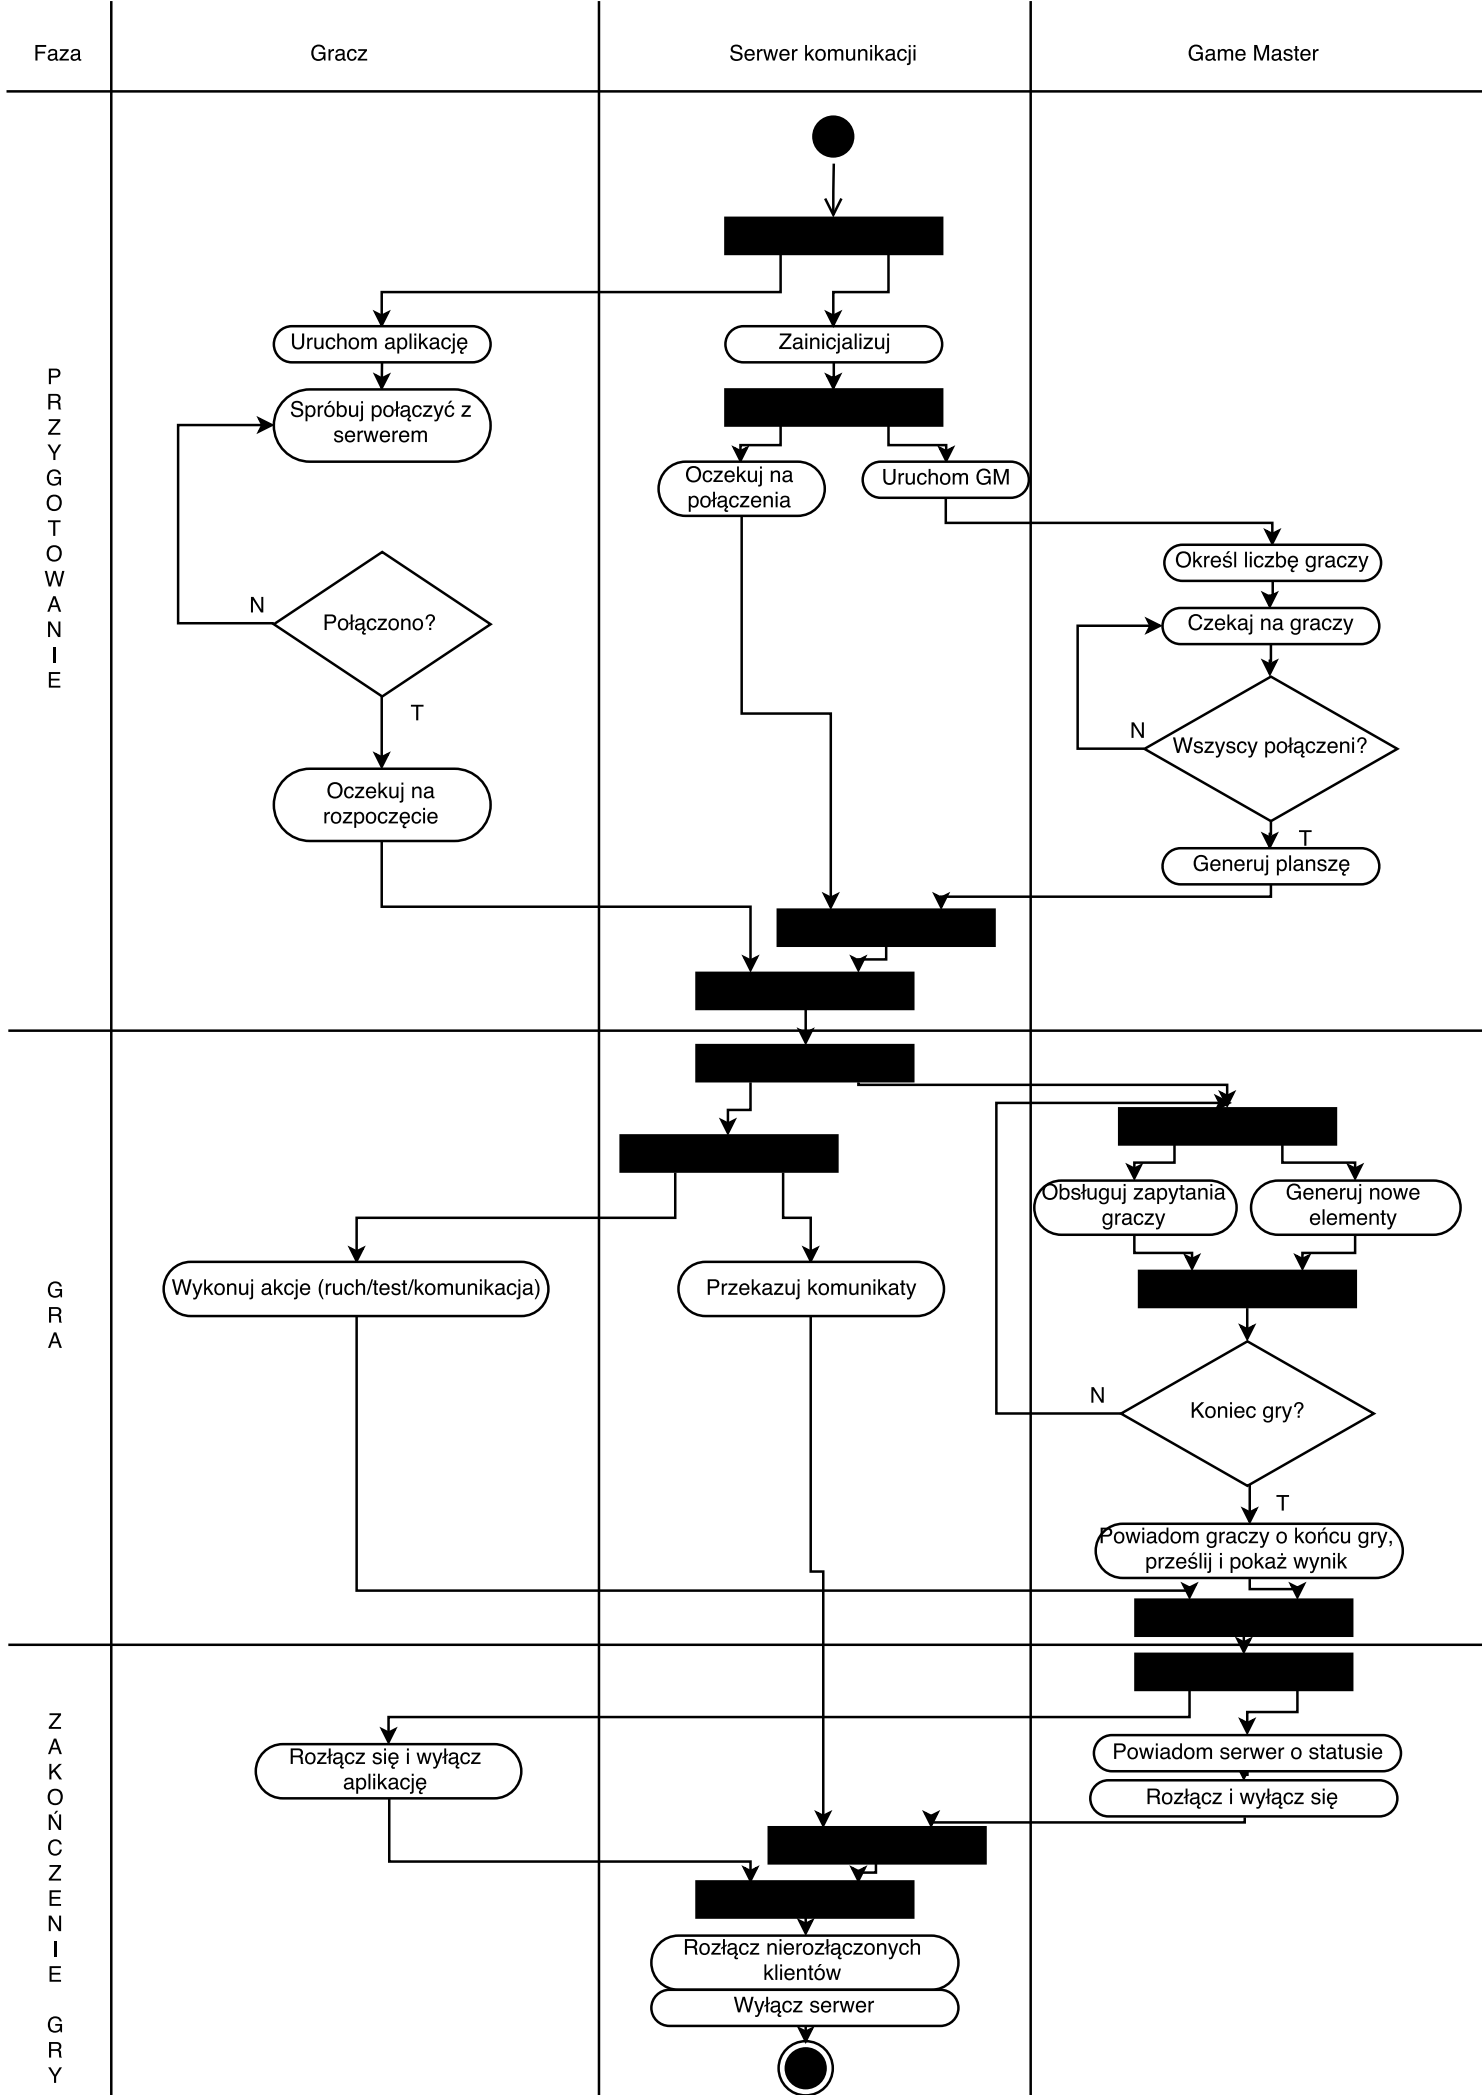 Faza
Gracz
Serwer komunikacji
Game Master
P
R
Z
Y
G
O
T
O
W
A
N
I
E
Uruchom aplikację
Zainicjalizuj
Spróbuj połączyć z
serwerem
Oczekuj na
połączenia
Uruchom GM
Określ liczbę graczy
Czekaj na graczy
N
Połączono?
T
N
Wszyscy połączeni?
T
Oczekuj na
rozpoczęcie
Generuj planszę
G
R
A
Obsługuj zapytania
graczy
Generuj nowe
elementy
Wykonuj akcje (ruch/test/komunikacja)
Przekazuj komunikaty
N
Koniec gry?
T
Powiadom graczy o końcu gry,
prześlij i pokaż wynik
Z
A
K
O
Ń
C
Z
E
N
I
E
G
R
Y
Rozłącz się i wyłącz
aplikację
Powiadom serwer o statusie
Rozłącz i wyłącz się
Rozłącz nierozłączonych
klientów
Wyłącz serwer